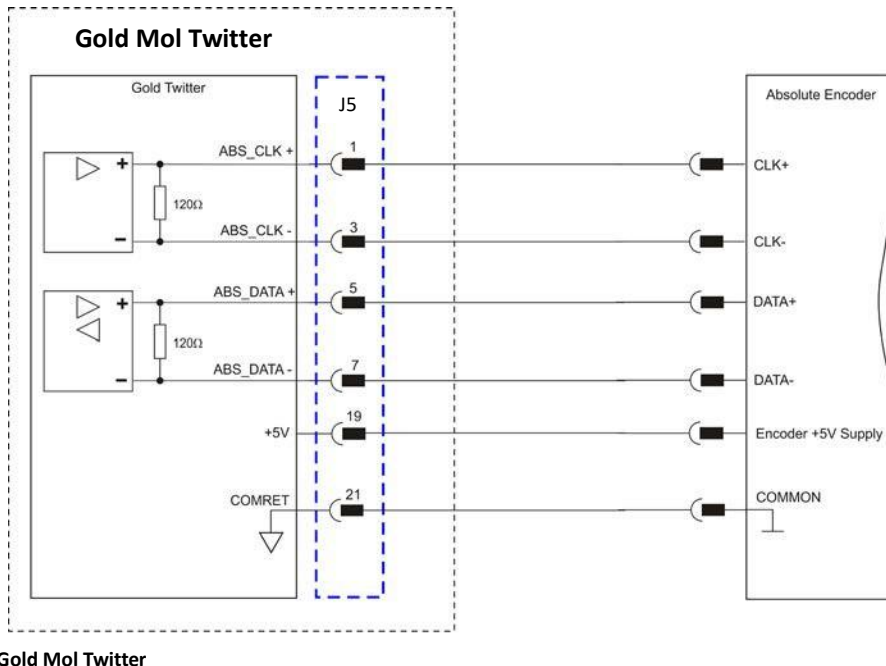 Gold Mol Twitter
Gold Twitter
J5
Absolute Encoder
ABS_CLK +
1
CLK+
+
120Ω
ABS_CLK -
3
CLK-
−
ABS_DATA +
5
DATA+
+
120Ω
ABS_DATA -
7
DATA-
−
+5V
19
Encoder +5V Supply
COMRET
21
COMMON
Gold Mol Twitter